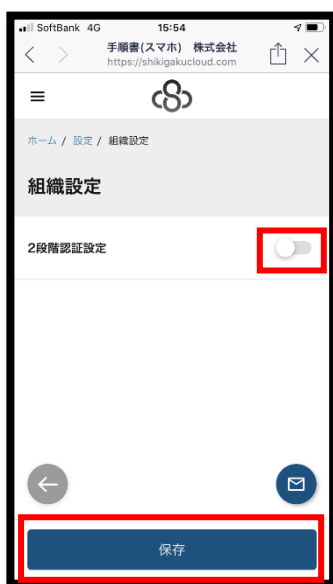 SoftBank 4G 15:54
手順書(スマホ) 株式会社
https://shikigakucloud.com
ホーム / 設定 / 組織設定
組織設定
2段階認証設定
保存